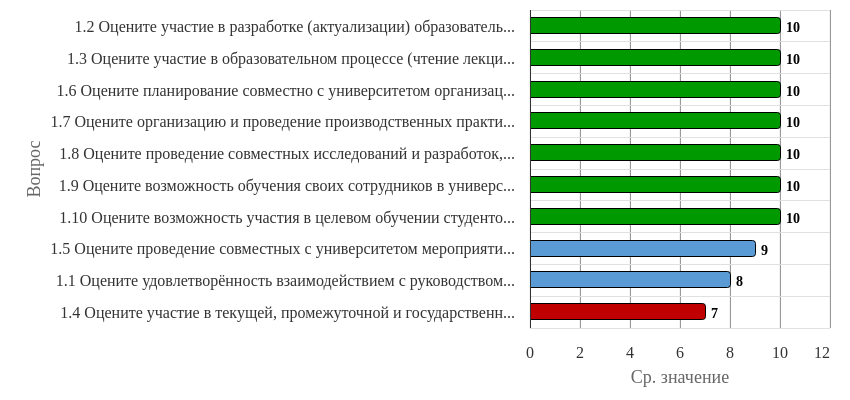 1.2 Оцените участие в разработке (актуализации) образователь... 10
1.3 Оцените участие в образовательном процессе (чтение лекци... 10
1.6 Оцените планирование совместно с университетом организац... 10
1.7 Оцените организацию и проведение производственных практи... 10
1.8 Оцените проведение совместных исследований и разработок,... 10
1.9 Оцените возможность обучения своих сотрудников в универс... 10
1.10 Оцените возможность участия в целевом обучении студенто... 10
1.5 Оцените проведение совместных с университетом мероприяти... 9
1.1 Оцените удовлетворённость взаимодействием с руководством... 8
1.4 Оцените участие в текущей, промежуточной и государственн... 7
Вопрос
0 2 4 6 8 10 12
Ср. значение